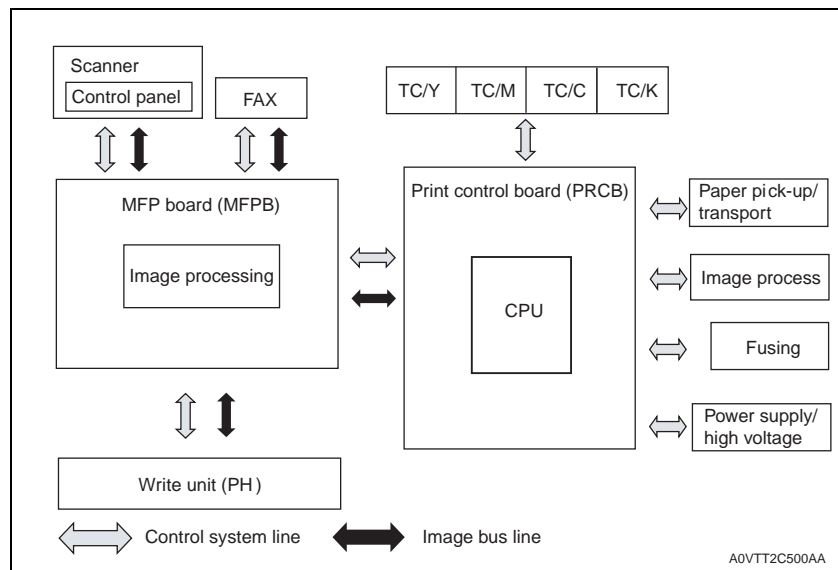 Scanner
Control panel
FAX
TC/Y TC/M TC/C TC/K
MFP board (MFPB)
Image processing
Print control board (PRCB)
CPU
Paper pick-up/
transport
Image process
Fusing
Power supply/
high voltage
Write unit (PH)
Control system line
Image bus line
A0VTT2C500AA